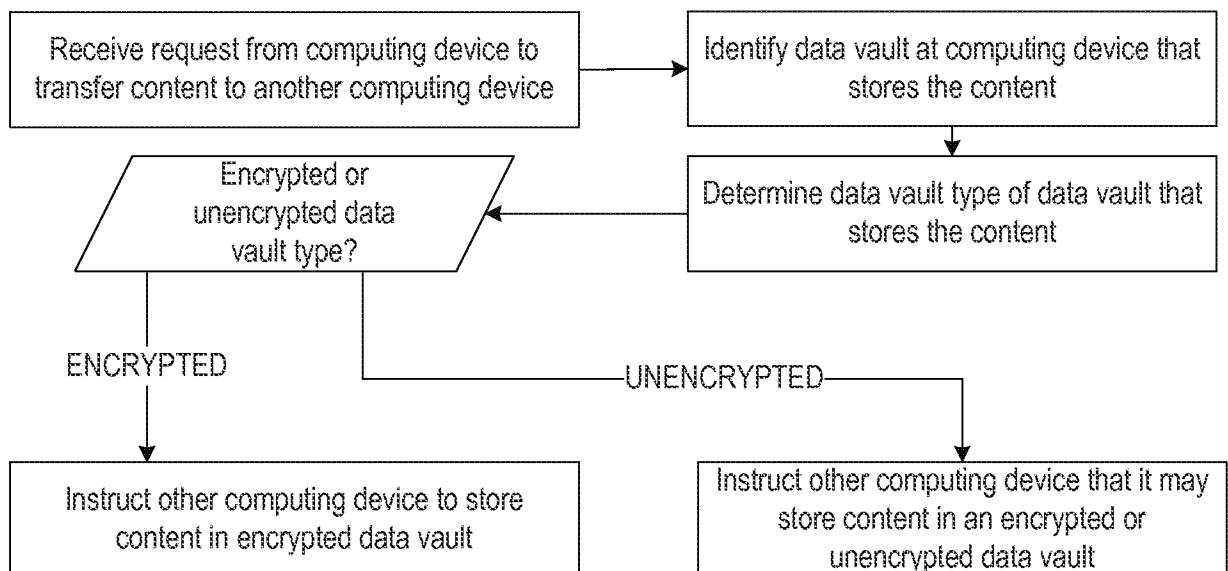 Receive request from computing device to
transfer content to another computing device
Identify data vault at computing device that
stores the content
Determine data vault type of data vault that
stores the content
Encrypted or
unencrypted data
vault type?
ENCRYPTED
UNENCRYPTED
Instruct other computing device to store
content in encrypted data vault
Instruct other computing device that it may
store content in an encrypted or
unencrypted data vault